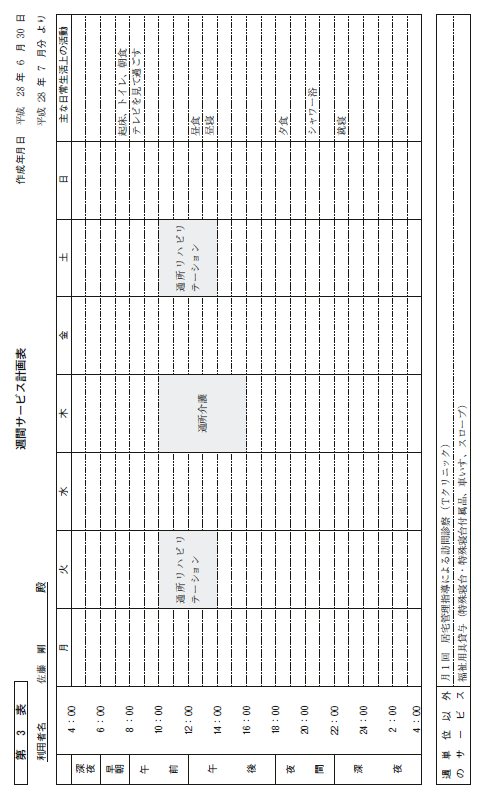 第 3 表
週間サービス計画表
作成年月日 平成 28 年 6 月 30 日
利用者名 佐藤 剛 殿
平成 28 年 7 月分 より
月 火 水 木 金 土 日 主な日常生活上の活動
深夜
早朝
午前
午後
夜間
深夜
4:00
6:00
8:00
10:00
12:00
14:00
16:00
18:00
20:00
22:00
24:00
2:00
4:00
通所リハビリ
テーション
通所介護
通所リハビリ
テーション
起床、トイレ、朝食
テレビを見て過ごす
昼食
昼寝
夕食
シャワー浴
就寝
週単位以外
のサービス
月1回 居宅管理指導による訪問診察(Tクリニック)
福祉用具貸与(特殊寝台・特殊寝台付属品、車いす、スロープ)